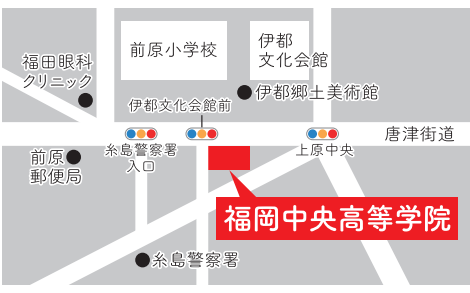 福田眼科
クリニック
前原小学校
伊都
文化会館
伊都郷土美術館
伊都文化会館前
唐津街道
前原
郵便局
糸島警察署
入口
上原中央
福岡中央高等学院
糸島警察署